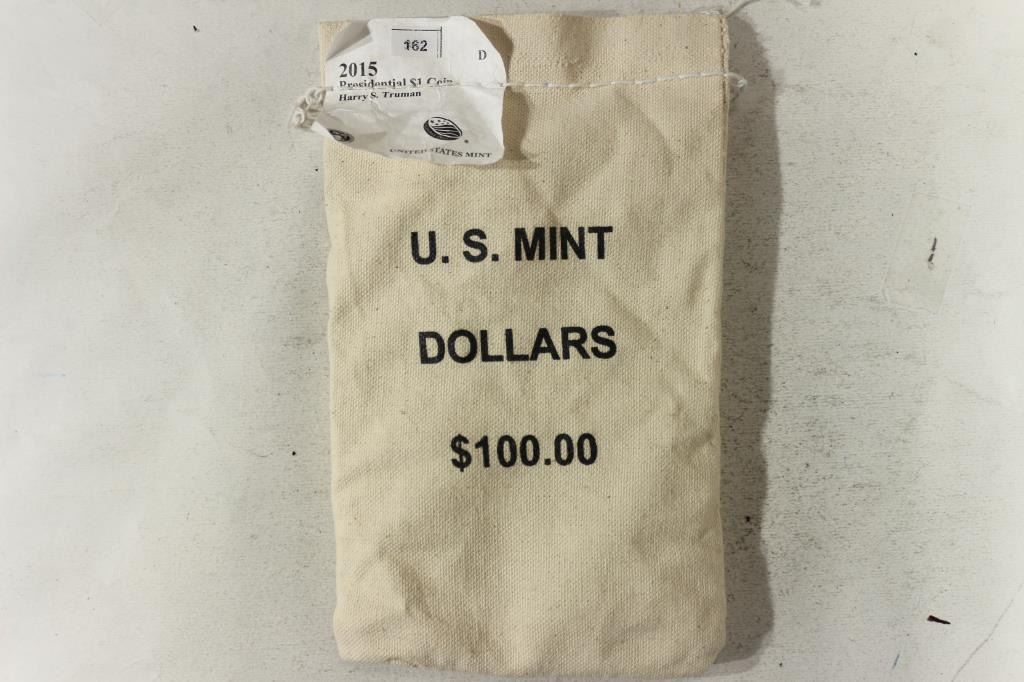 162
D
2015
Presidential $1 Coin
Harry S. Truman
UNITED STATES MINT
U. S. MINT
DOLLARS
$100.00